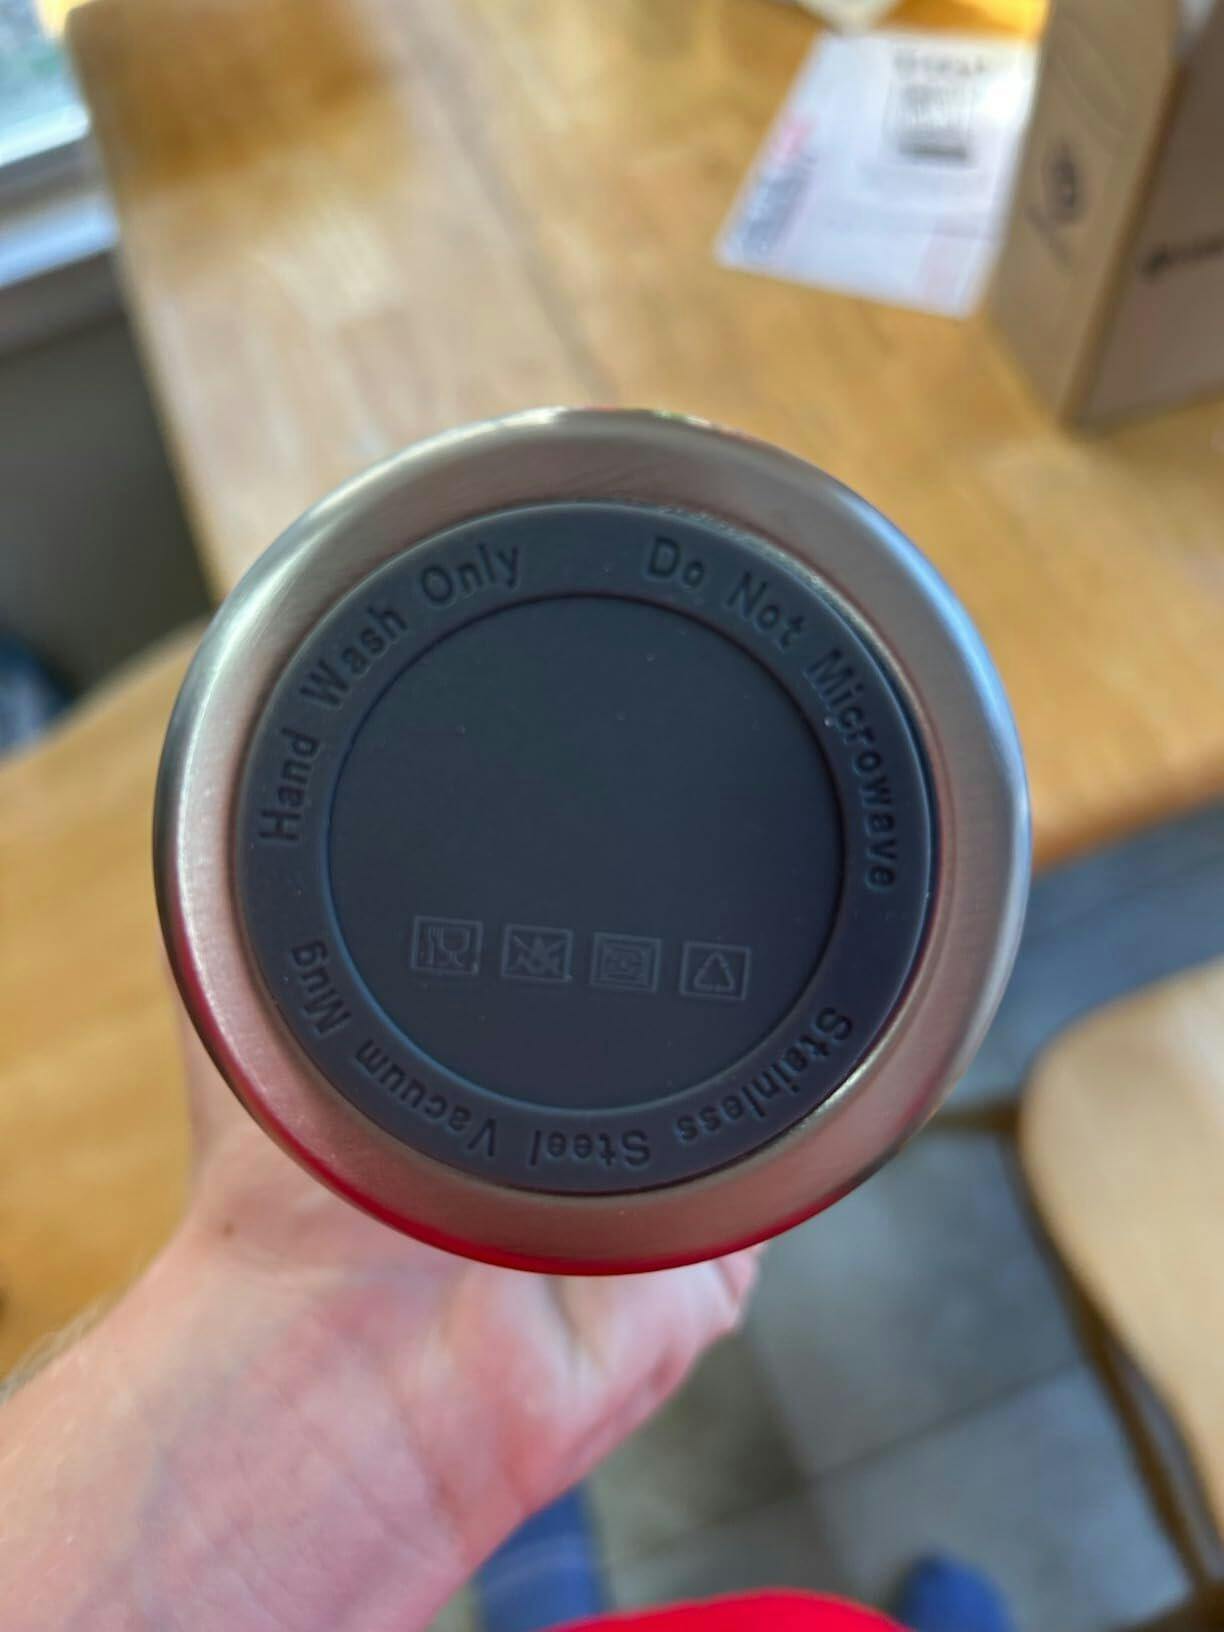 Hand Wash Only
Do Not Microwave
Stainless Steel Vacuum Mug